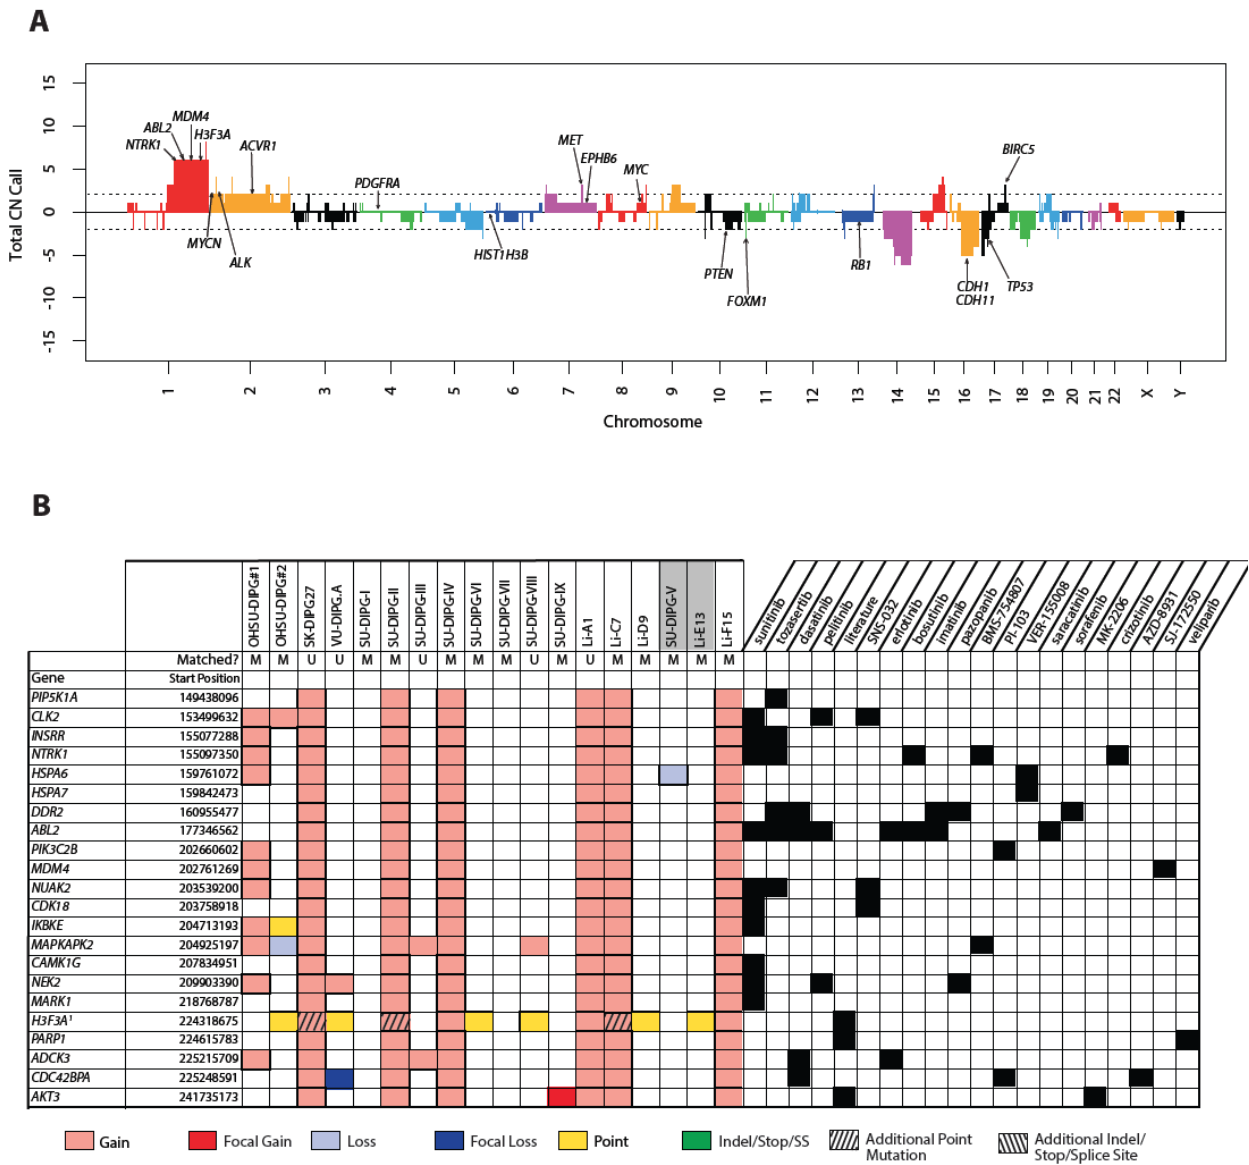 A
Total CN Call
15
10
5
0
-5
-10
-15
MDM4
ABL2
H3F3A
NTRK1
ACVR1
MYCN
ALK
PDGFRA
HIST1H3B
MET
EPHB6
MYC
PTEN
FOXM1
RB1
BIRC5
CDH1
CDH11
TP53
1 2 3 4 5 6 7 8 9 10 11 12 13 14 15 16 17 18 19 20 21 22 X Y
Chromosome
B
OHSU-DIPG#1 OHSU-DIPG#2 SK-DIPG27 VU-DIPG.A SU-DIPG-I SU-DIPG-II SU-DIPG-III SU-DIPG-IV SU-DIPG-VI SU-DIPG-VII SU-DIPG-VIII SU-DIPG-IX Li-A1 Li-C7 Li-D9 SU-DIPG-V Li-E13 Li-F15
sunitinib tozasertib dasatinib pelitinib literature SNS-032 erlotinib bosutinib imatinib pazopanib BMS-754807 PI-103 VER-155008 saracatinib sorafenib MK-2206 crizotinib AZD-8931 SJ-172550 veliparib
Matched? M M U U M M U M M M U M U M M M M M
Gene Start Position
PIP5K1A 149438096
CLK2 153499632
INSRR 155077288
NTRK1 155097350
HSPA6 159761072
HSPA7 159842473
DDR2 160955477
ABL2 177346562
PIK3C2B 202660602
MDM4 202761269
NUAK2 203539200
CDK18 203758918
IKBKE 204713193
MAPKAPK2 204925197
CAMK1G 207834951
NEK2 209903390
MARK1 218768787
H3F3A¹ 224318675
PARP1 224615783
ADCK3 225215709
CDC42BPA 225248591
AKT3 241735173
Gain Focal Gain Loss Focal Loss Point Indel/Stop/SS Additional Point Mutation Additional Indel/ Stop/Splice Site